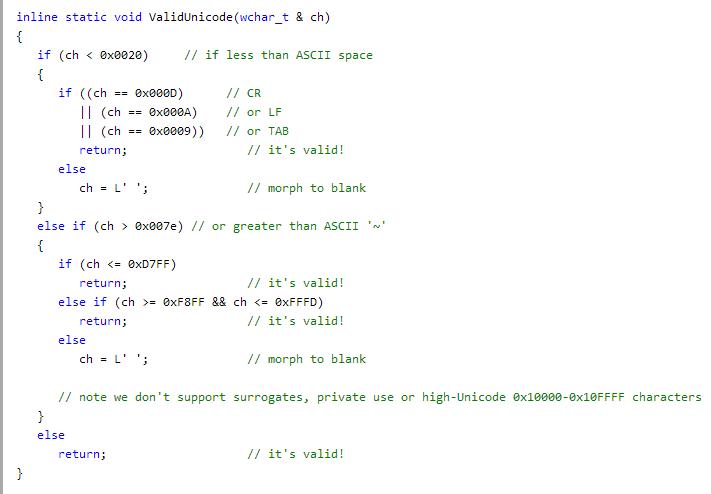 inline static void ValidUnicode(wchar_t & ch)
{
if (ch < 0x0020) // if less than ASCII space
{
if ((ch == 0x000D) // CR
|| (ch == 0x000A) // or LF
|| (ch == 0x0009)) // or TAB
return; // it's valid!
else
ch = L' '; // morph to blank
}
else if (ch > 0x007e) // or greater than ASCII '~'
{
if (ch <= 0xD7FF)
return; // it's valid!
else if (ch >= 0xF8FF && ch <= 0xFFFD)
return; // it's valid!
else
ch = L' '; // morph to blank
// note we don't support surrogates, private use or high-Unicode 0x10000-0x10FFFF characters
}
else
return; // it's valid!
}